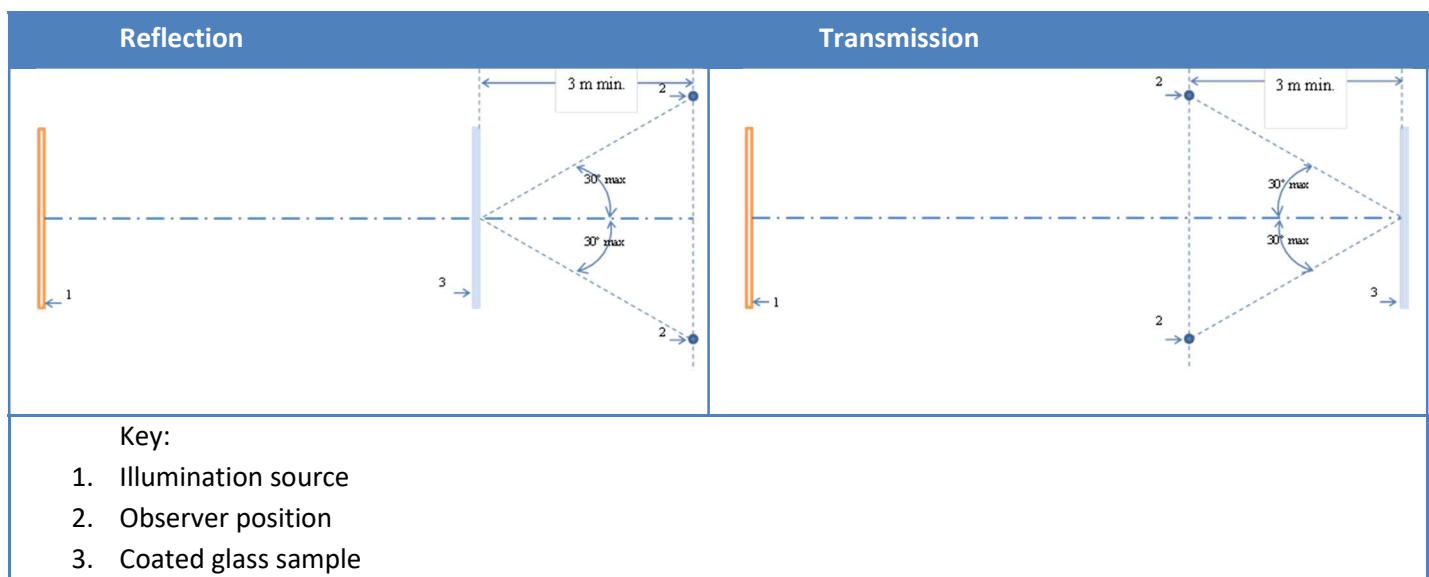 Reflection
Transmission
3 m min.
2
30° max
30° max
1
3
2
2
3 m min.
30° max
30° max
1
3
2
Key:
1. Illumination source
2. Observer position
3. Coated glass sample